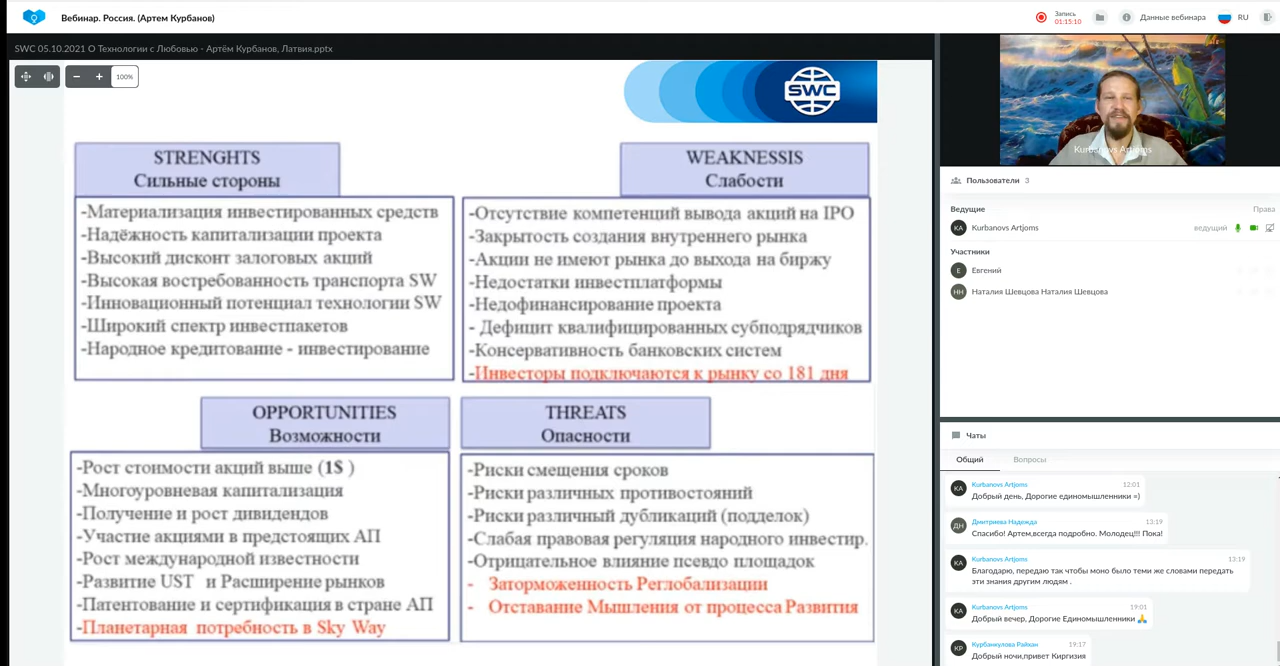 Вебинар. Россия. (Артем Курбанов)
Запись
01:15:10
Данные вебинара
RU
SWC 05.10.2021 О Технологии с Любовью - Артём Курбанов, Латвия.pptx
100%
SWC
STRENGHTS
Сильные стороны
-Материализация инвестированных средств
-Надёжность капитализации проекта
-Высокий дисконт залоговых акций
-Высокая востребованность транспорта SW
-Инновационный потенциал технологии SW
-Широкий спектр инвестпакетов
-Народное кредитование - инвестирование
WEAKNESSIS
Слабости
-Отсутствие компетенций вывода акций на IPO
-Закрытость создания внутреннего рынка
-Акции не имеют рынка до выхода на биржу
-Недостатки инвестплатформы
-Недофинансирование проекта
- Дефицит квалифицированных субподрядчиков
-Консервативность банковских систем
-Инвесторы подключаются к рынку со 181 дня
OPPORTUNITIES
Возможности
-Рост стоимости акций выше (1$ )
-Многоуровневая капитализация
-Получение и рост дивидендов
-Участие акциями в предстоящих АП
-Рост международной известности
-Развитие UST и Расширение рынков
-Патентование и сертификация в стране АП
-Планетарная потребность в Sky Way
THREATS
Опасности
-Риски смещения сроков
-Риски различных противостояний
-Риски различный дубликаций (подделок)
-Слабая правовая регуляция народного инвестир.
-Отрицательное влияние псевдо площадок
- Заторможенность Реглобализации
- Отставание Мышления от процесса Развития
Kurbanovs Artjoms
Пользователи 3
Ведущие Права
KA Kurbanovs Artjoms ведущий
Участники
Е Евгений
НН Наталия Шевцова Наталия Шевцова
Чаты
Общий Вопросы
KA Kurbanovs Artjoms 12:01
Добрый день, Дорогие единомышленники =)
ДН Дмитриева Надежда 13:19
Спасибо! Артем,всегда подробно. Молодец!!! Пока!
KA Kurbanovs Artjoms 13:19
Благодарю, передаю так чтобы моно было теми же словами передать
эти знания другим людям .
KA Kurbanovs Artjoms 19:01
Добрый вечер, Дорогие Единомышленники 🙏
КР Курбанкулова Райхан 19:17
Добрый ночи,привет Киргизия